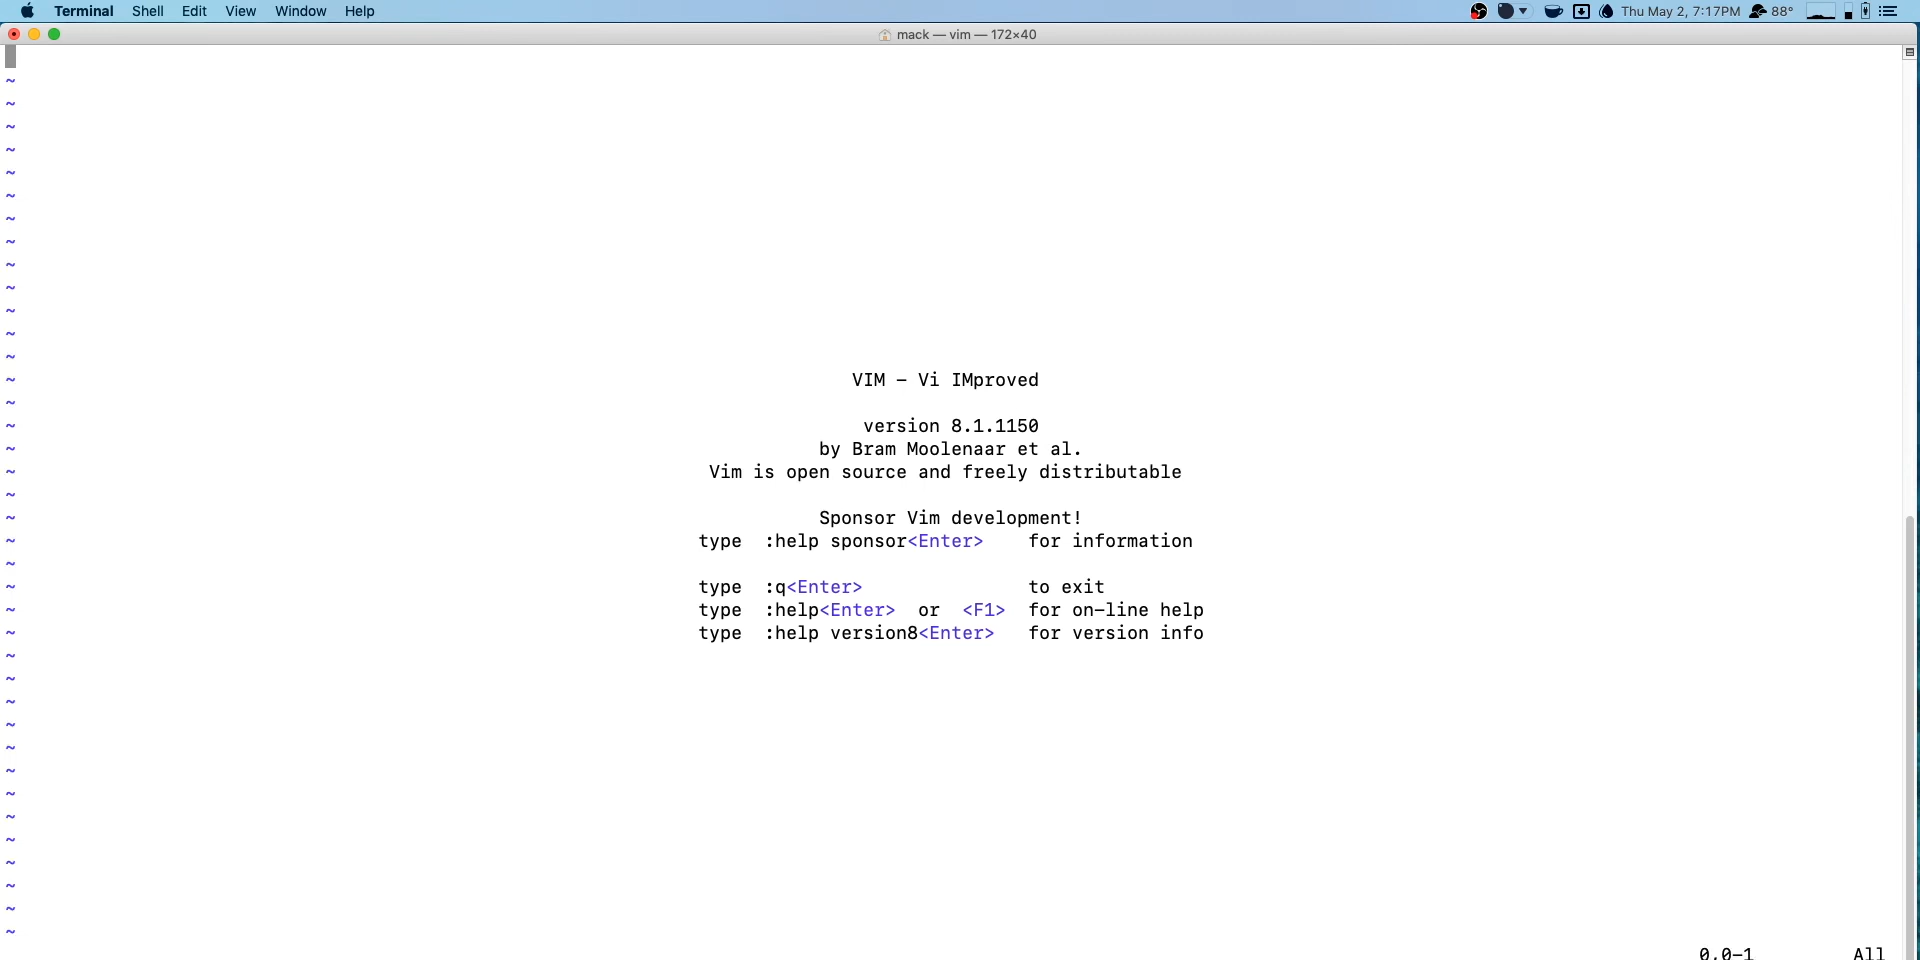 Terminal Shell Edit View Window Help Thu May 2, 7:17PM 88°
mack — vim — 172×40
~
~
~
~
~
~
~
~
~
~
~
~
~
~ VIM - Vi IMproved
~
~ version 8.1.1150
~ by Bram Moolenaar et al.
~ Vim is open source and freely distributable
~
~ Sponsor Vim development!
~ type :help sponsor<Enter> for information
~
~ type :q<Enter> to exit
~ type :help<Enter> or <F1> for on-line help
~ type :help version8<Enter> for version info
~
~
~
~
~
~
~
~
~
~
~
~
~
0,0-1 All